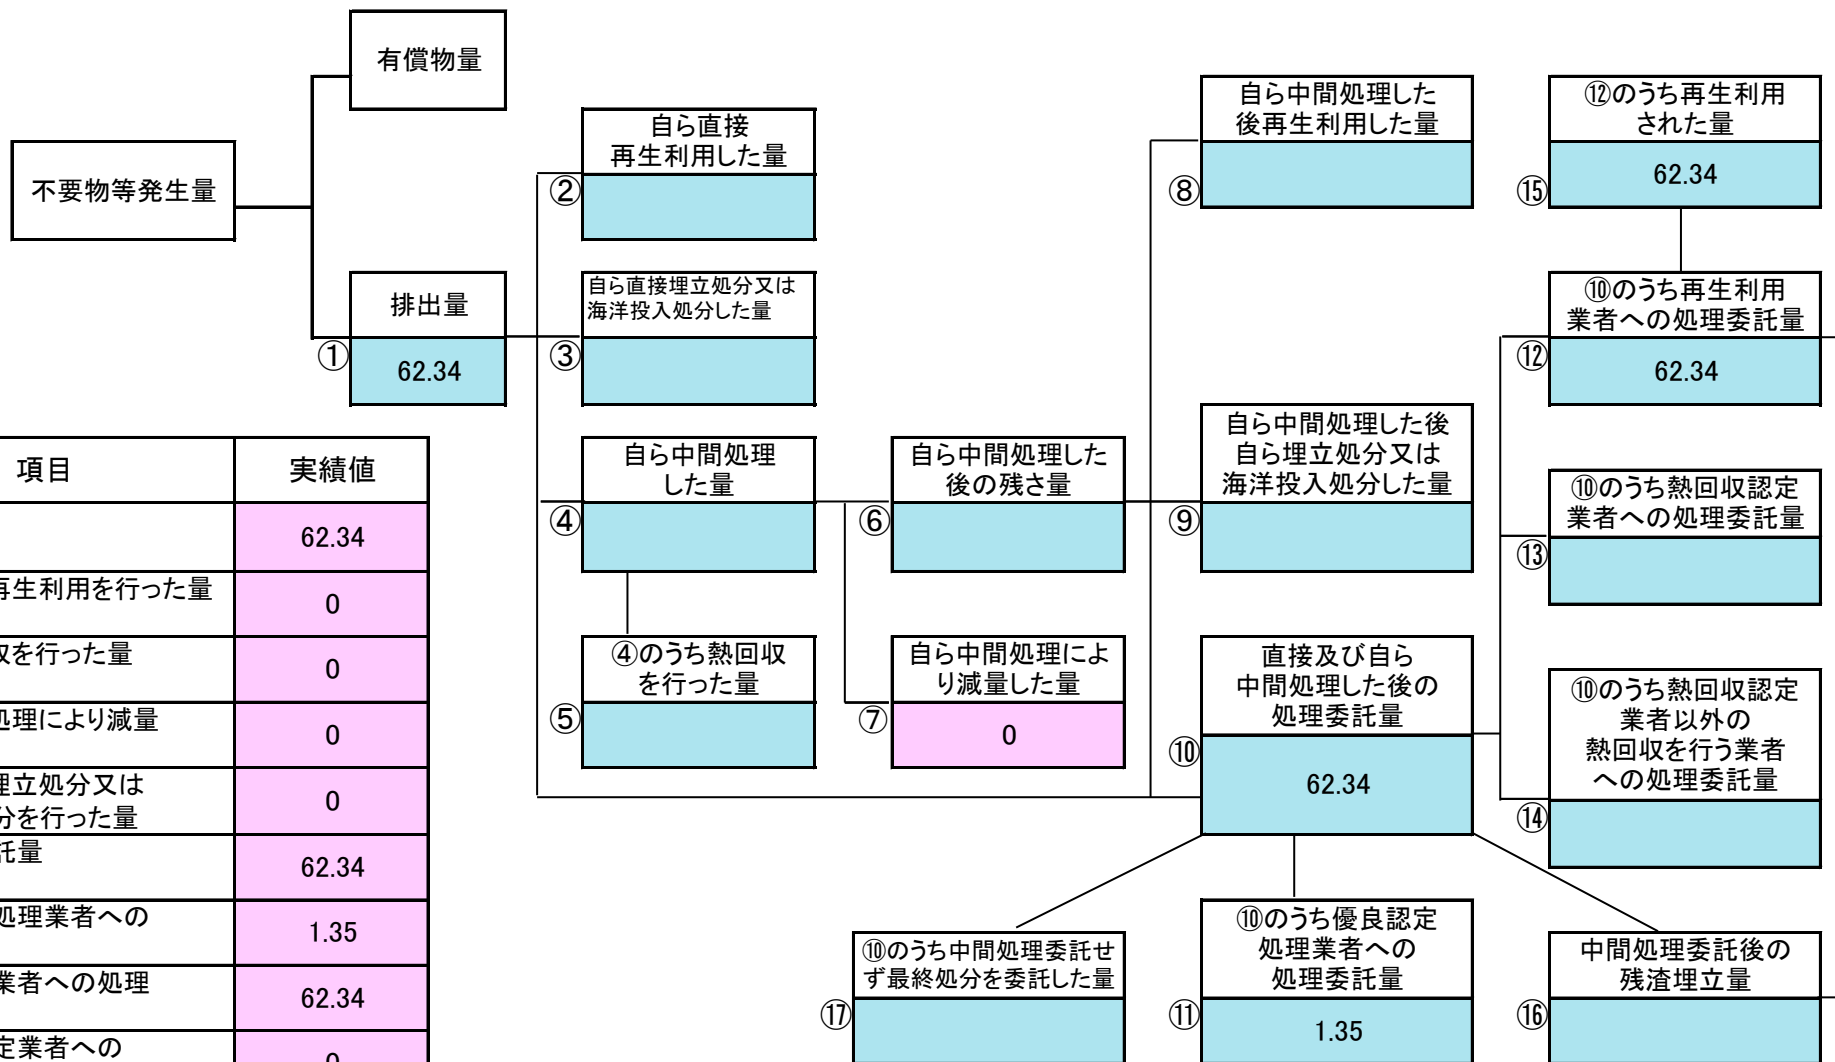 有償物量
不要物等発生量
排出量
①
62.34
自ら直接
再生利用した量
②
自ら直接埋立処分又は
海洋投入処分した量
③
自ら中間処理
した量
④
④のうち熱回収
を行った量
⑤
自ら中間処理した
後の残さ量
⑥
自ら中間処理によ
り減量した量
⑦
0
自ら中間処理した
後再生利用した量
⑧
自ら中間処理した後
自ら埋立処分又は
海洋投入処分した量
⑨
直接及び自ら
中間処理した後の
処理委託量
⑩
62.34
⑩のうち優良認定
処理業者への
処理委託量
⑪
1.35
⑫のうち再生利用
された量
⑮
62.34
⑩のうち再生利用
業者への処理委託量
⑫
62.34
⑩のうち熱回収認定
業者への処理委託量
⑬
⑩のうち熱回収認定
業者以外の
熱回収を行う業者
への処理委託量
⑭
中間処理委託後の
残渣埋立量
⑯
⑩のうち中間処理委託せ
ず最終処分を委託した量
⑰
項目 実績値
62.34
再生利用を行った量
0
を行った量
0
処理により減量
0
埋立処分又は
分を行った量
0
託量
62.34
処理業者への
1.35
業者への処理
62.34
定業者への
0